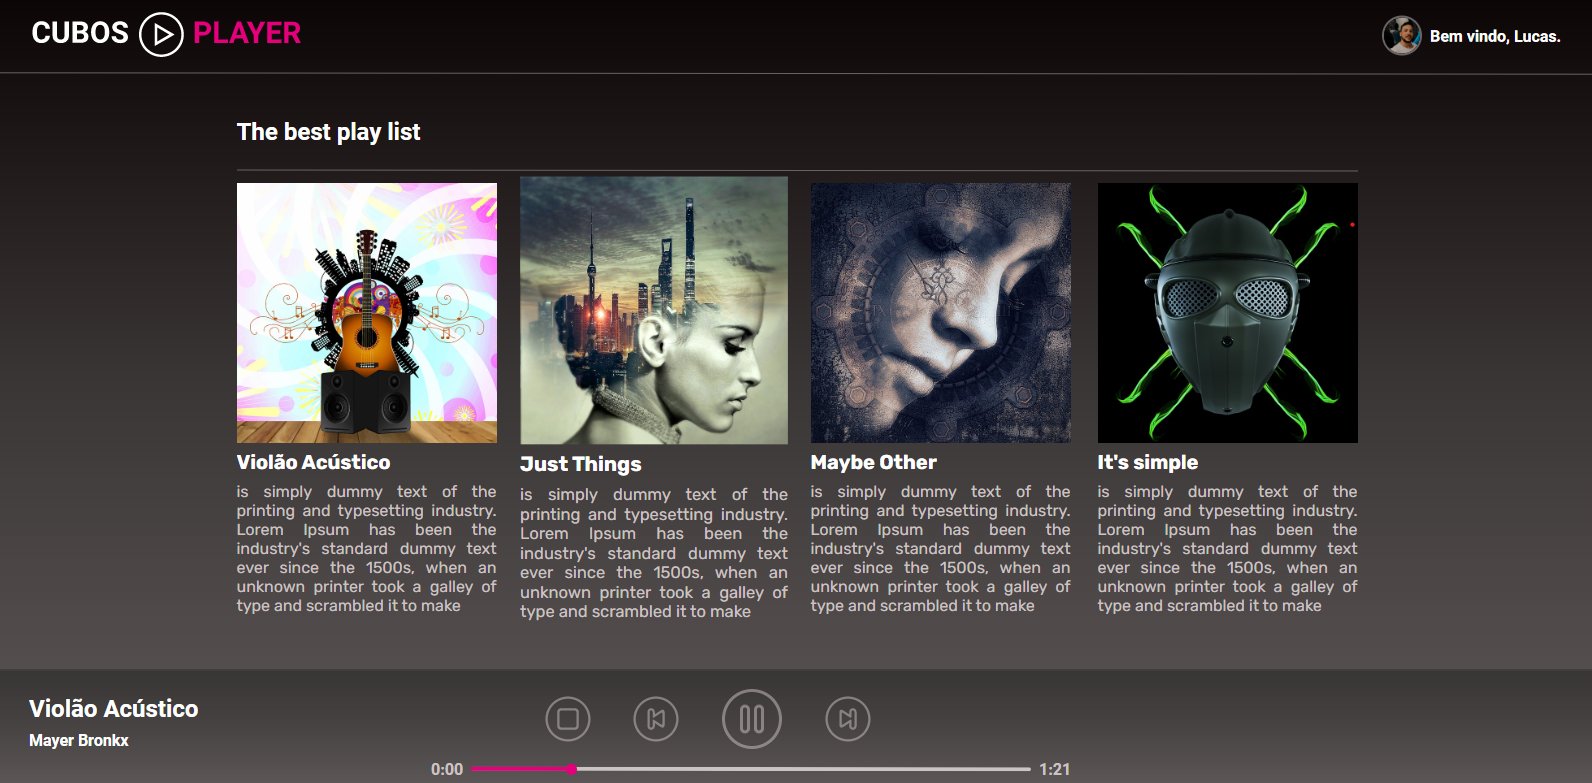 CUBOS PLAYER
Bem vindo, Lucas.
The best play list
Violão Acústico
is simply dummy text of the
printing and typesetting industry.
Lorem Ipsum has been the
industry's standard dummy text
ever since the 1500s, when an
unknown printer took a galley of
type and scrambled it to make
Just Things
is simply dummy text of the
printing and typesetting industry.
Lorem Ipsum has been the
industry's standard dummy text
ever since the 1500s, when an
unknown printer took a galley of
type and scrambled it to make
Maybe Other
is simply dummy text of the
printing and typesetting industry.
Lorem Ipsum has been the
industry's standard dummy text
ever since the 1500s, when an
unknown printer took a galley of
type and scrambled it to make
It's simple
is simply dummy text of the
printing and typesetting industry.
Lorem Ipsum has been the
industry's standard dummy text
ever since the 1500s, when an
unknown printer took a galley of
type and scrambled it to make
Violão Acústico
Mayer Bronkx
0:00
1:21